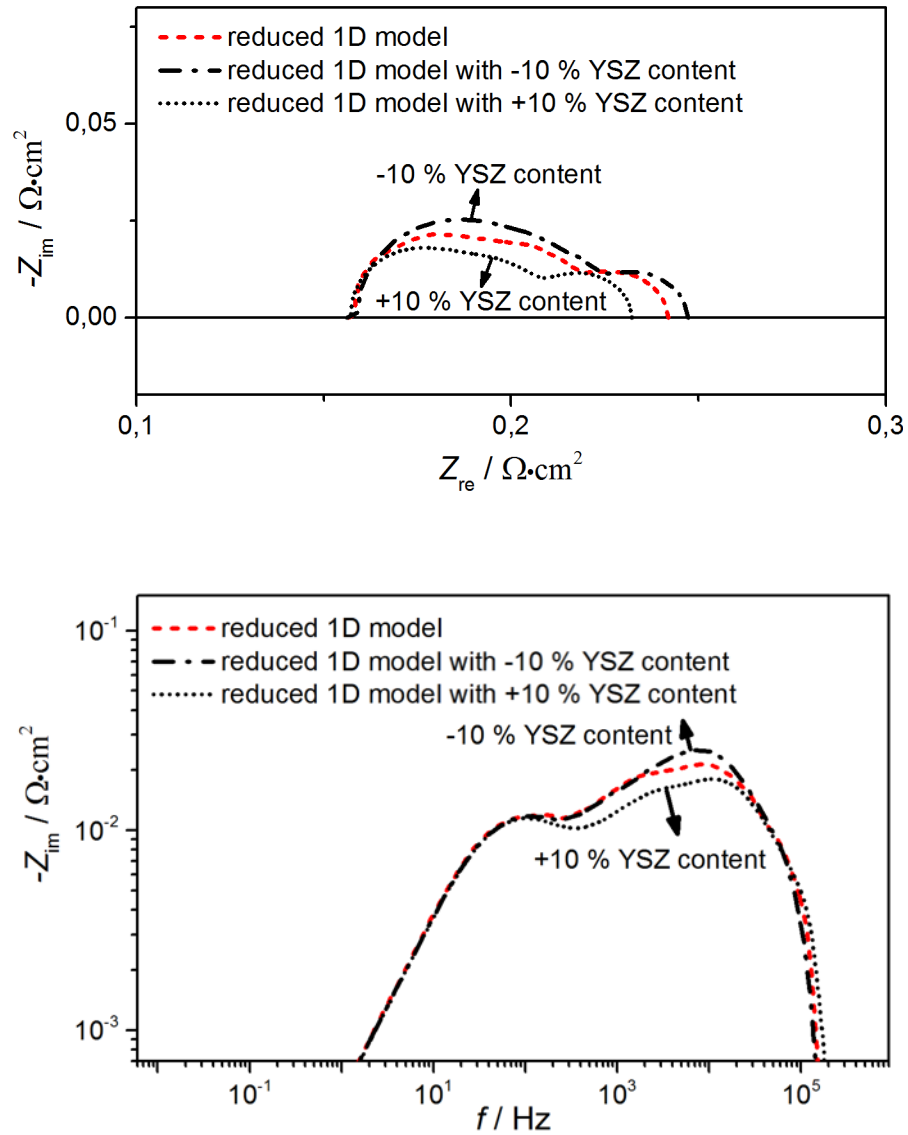 reduced 1D model
reduced 1D model with -10 % YSZ content
reduced 1D model with +10 % YSZ content
0,05
-10 % YSZ content
+10 % YSZ content
0,00
-Zim / Ω•cm²
0,1
0,2
0,3
Zre / Ω•cm²
10⁻¹
reduced 1D model
reduced 1D model with -10 % YSZ content
reduced 1D model with +10 % YSZ content
-10 % YSZ content
10⁻²
+10 % YSZ content
-Zim / Ω•cm²
10⁻³
10⁻¹
10¹
10³
10⁵
f / Hz